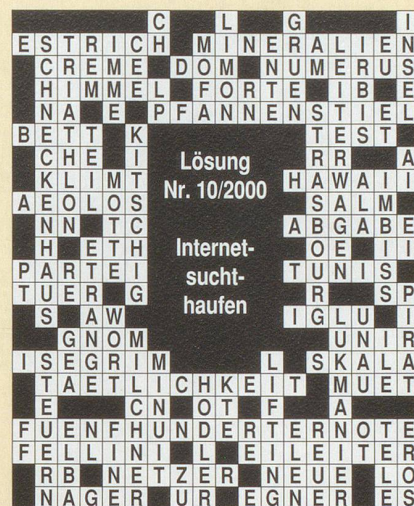 C L G I
ESTRICH MINERALIEN
CREME DOM NUMERUS
HIMMEL FORTE IB E
NA E PFANNENSTIEL
BETT K TEST
CHE I RR A
KLIMT HAWAII
AEOLOS SALM
NN TC ABGABE
H ETH OE II
PARTEI TUNIS
TUER G R SP
S AW IGLU I
GNOM UNIR
ISEGRIM L SKALA
TAETLICHKEIT MUET
E CN OT F A
FUENFHUNDERTERNOTE
FELLINI L EILEITER
RB NETZER NEUE LO
NAGER UR EGNER ES
Lösung
Nr. 10/2000
Internet-
sucht-
haufen